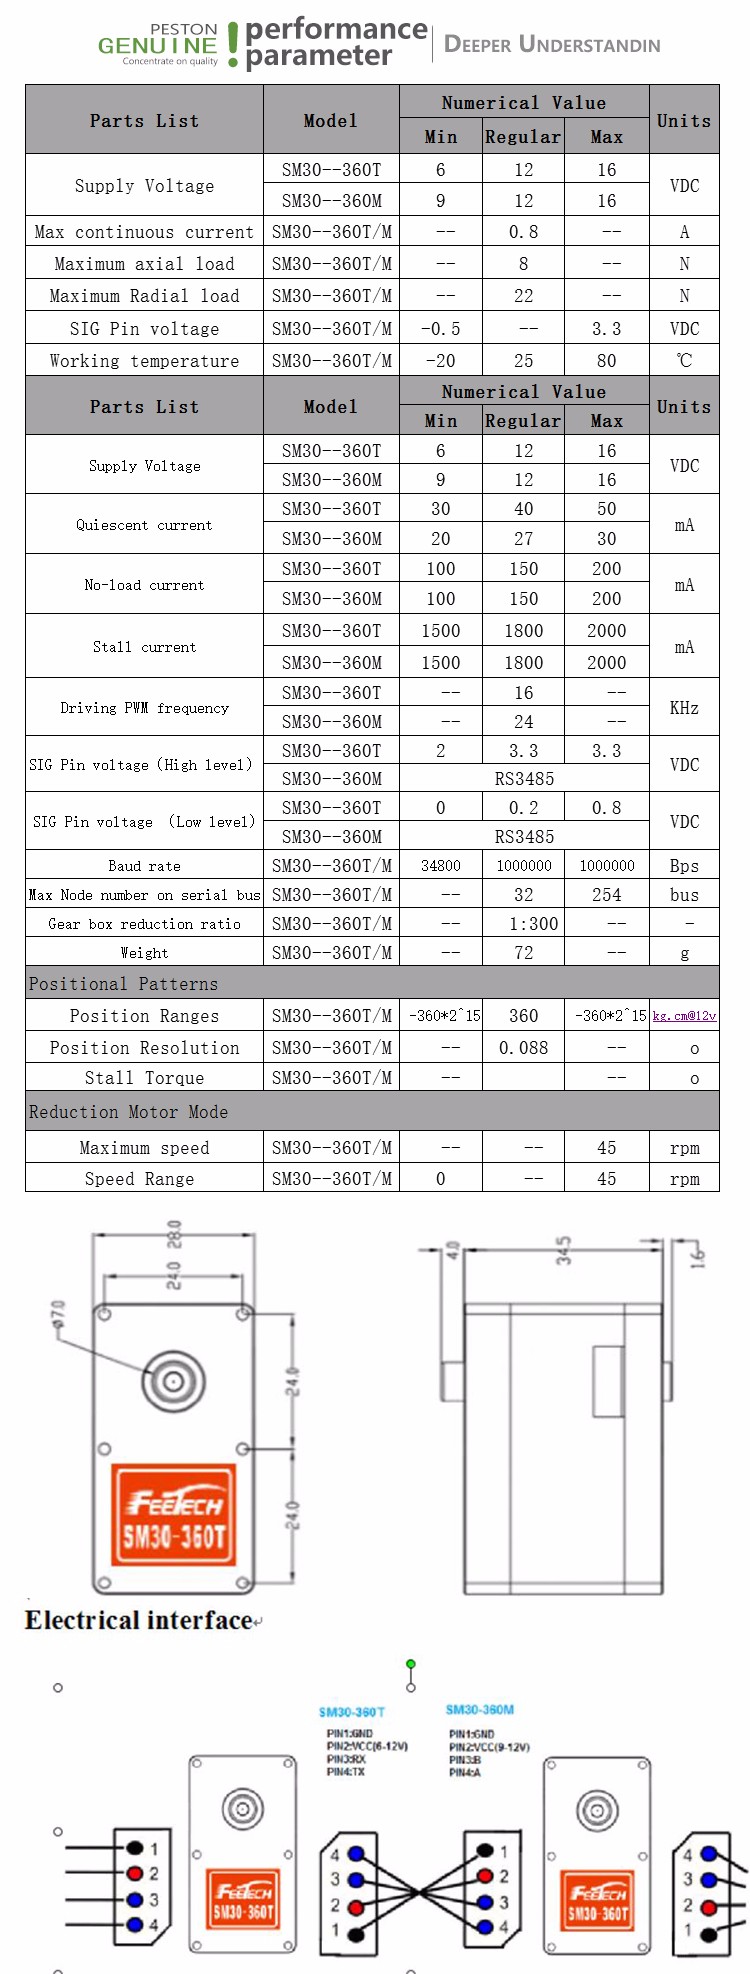 PESTON
GENUINE
Concentrate on quality
!
performance
parameter
DEEPER UNDERSTANDIN
Parts List Model Numerical Value Units
Min Regular Max
Supply Voltage SM30--360T 6 12 16 VDC
SM30--360M 9 12 16
Max continuous current SM30--360T/M -- 0.8 -- A
Maximum axial load SM30--360T/M -- 8 -- N
Maximum Radial load SM30--360T/M -- 22 -- N
SIG Pin voltage SM30--360T/M -0.5 -- 3.3 VDC
Working temperature SM30--360T/M -20 25 80 ℃
Parts List Model Numerical Value Units
Min Regular Max
Supply Voltage SM30--360T 6 12 16 VDC
SM30--360M 9 12 16
Quiescent current SM30--360T 30 40 50 mA
SM30--360M 20 27 30
No-load current SM30--360T 100 150 200 mA
SM30--360M 100 150 200
Stall current SM30--360T 1500 1800 2000 mA
SM30--360M 1500 1800 2000
Driving PWM frequency SM30--360T -- 16 -- KHz
SM30--360M -- 24 --
SIG Pin voltage (High level) SM30--360T 2 3.3 3.3 VDC
SM30--360M RS3485
SIG Pin voltage (Low level) SM30--360T 0 0.2 0.8 VDC
SM30--360M RS3485
Baud rate SM30--360T/M 34800 1000000 1000000 Bps
Max Node number on serial bus SM30--360T/M -- 32 254 bus
Gear box reduction ratio SM30--360T/M -- 1:300 -- -
Weight SM30--360T/M -- 72 -- g
Positional Patterns
Position Ranges SM30--360T/M -360*2^15 360 -360*2^15 kg.cm@12v
Position Resolution SM30--360T/M -- 0.088 -- o
Stall Torque SM30--360T/M -- -- o
Reduction Motor Mode
Maximum speed SM30--360T/M -- -- 45 rpm
Speed Range SM30--360T/M 0 -- 45 rpm
28.0
24.0
ø7.0
24.0
24.0
FEETECH
SM30-360T
4.0
34.5
1.6
Electrical interface
SM30-360T
PIN1:GND
PIN2:VCC(6-12V)
PIN3:RX
PIN4:TX
SM30-360M
PIN1:GND
PIN2:VCC(9-12V)
PIN3:B
PIN4:A
1
2
3
4
FEETECH
SM30-360T
4
3
2
1
1
2
3
4
FEETECH
SM30-360T
4
3
2
1